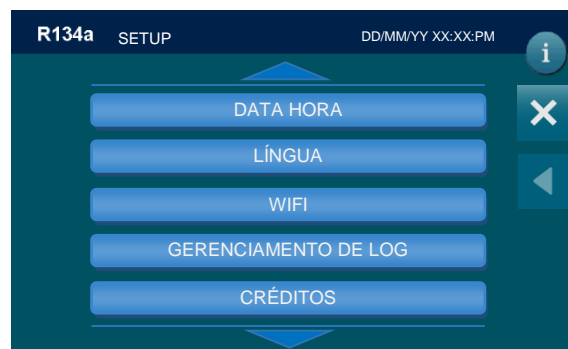 R134a SETUP DD/MM/YY XX:XX:PM
i
DATA HORA
LÍNGUA
WIFI
GERENCIAMENTO DE LOG
CRÉDITOS